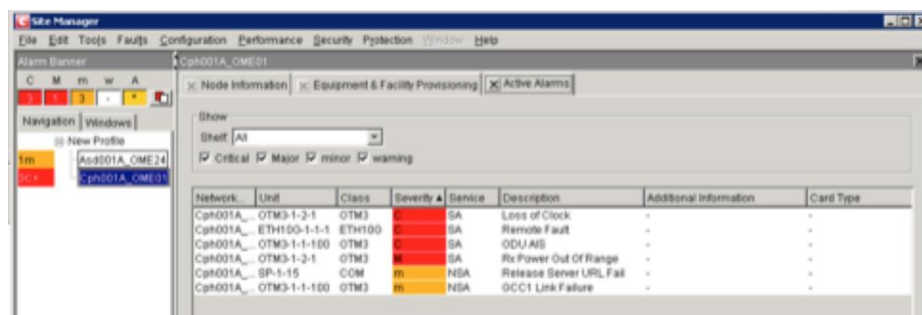 Site Manager
File Edit Tools Faults Configuration Performance Security Protection Window Help
Alarm Banner
Cph001A_OME01
C M m w A
3 1 3 - *
Node Information
Equipment & Facility Provisioning
Active Alarms
Navigation Windows
New Profile
1m Asd001A_OME24
3C+ Cph001A_OME01
Show
Shelf All
Critical Major minor warning
Network... Unit Class Severity Service Description Additional Information Card Type
Cph001A_... OTM3-1-2-1 OTM3 C SA Loss of Clock - -
Cph001A_... ETH100-1-1-1 ETH100 C SA Remote Fault - -
Cph001A_... OTM3-1-1-100 OTM3 C SA ODU AIS - -
Cph001A_... OTM3-1-2-1 OTM3 M SA Rx Power Out Of Range - -
Cph001A_... SP-1-15 COM m NSA Release Server URL Fail - -
Cph001A_... OTM3-1-1-100 OTM3 m NSA GCC1 Link Failure - -